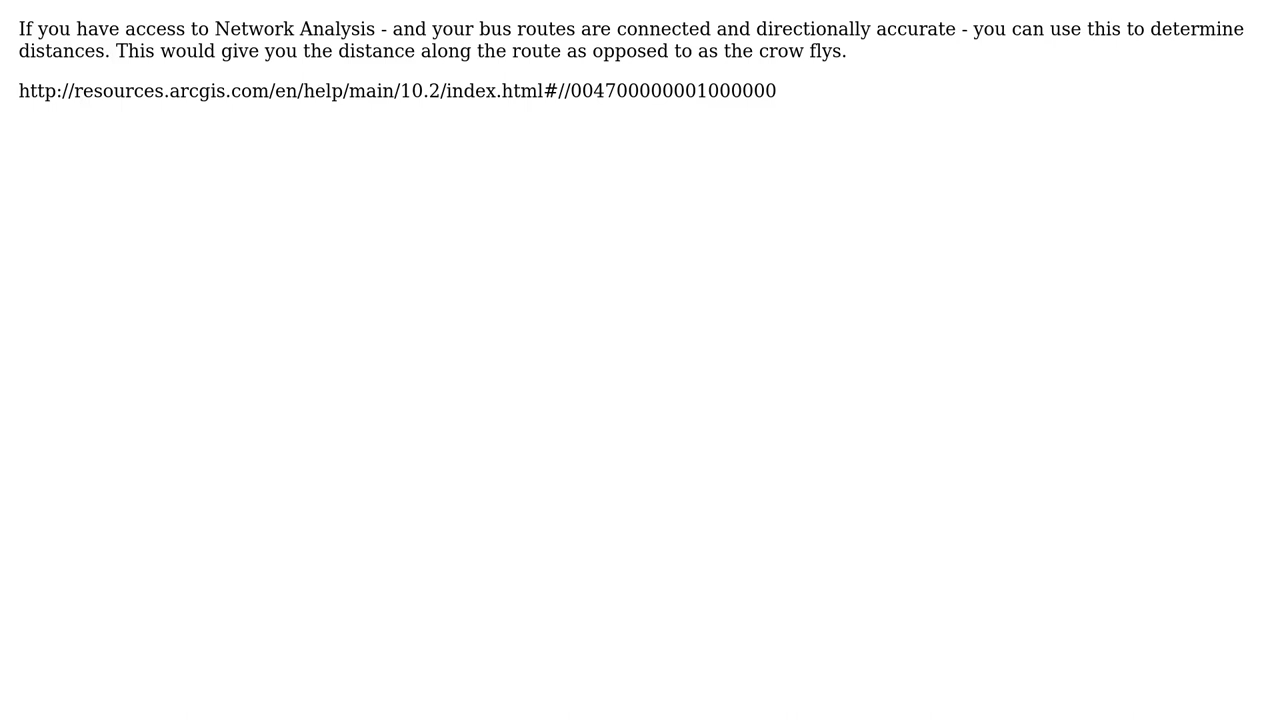 If you have access to Network Analysis - and your bus routes are connected and directionally accurate - you can use this to determine
distances. This would give you the distance along the route as opposed to as the crow flys.
http://resources.arcgis.com/en/help/main/10.2/index.html#//004700000001000000